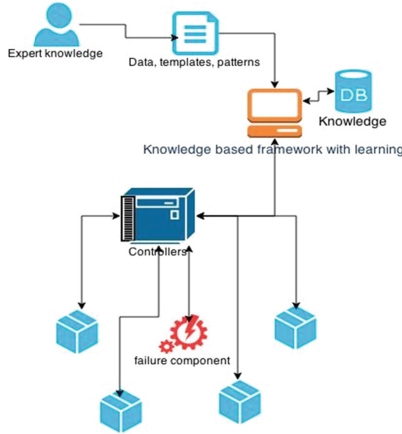 Expert knowledge
Data, templates, patterns
DB
Knowledge
Knowledge based framework with learning
Controllers
failure component